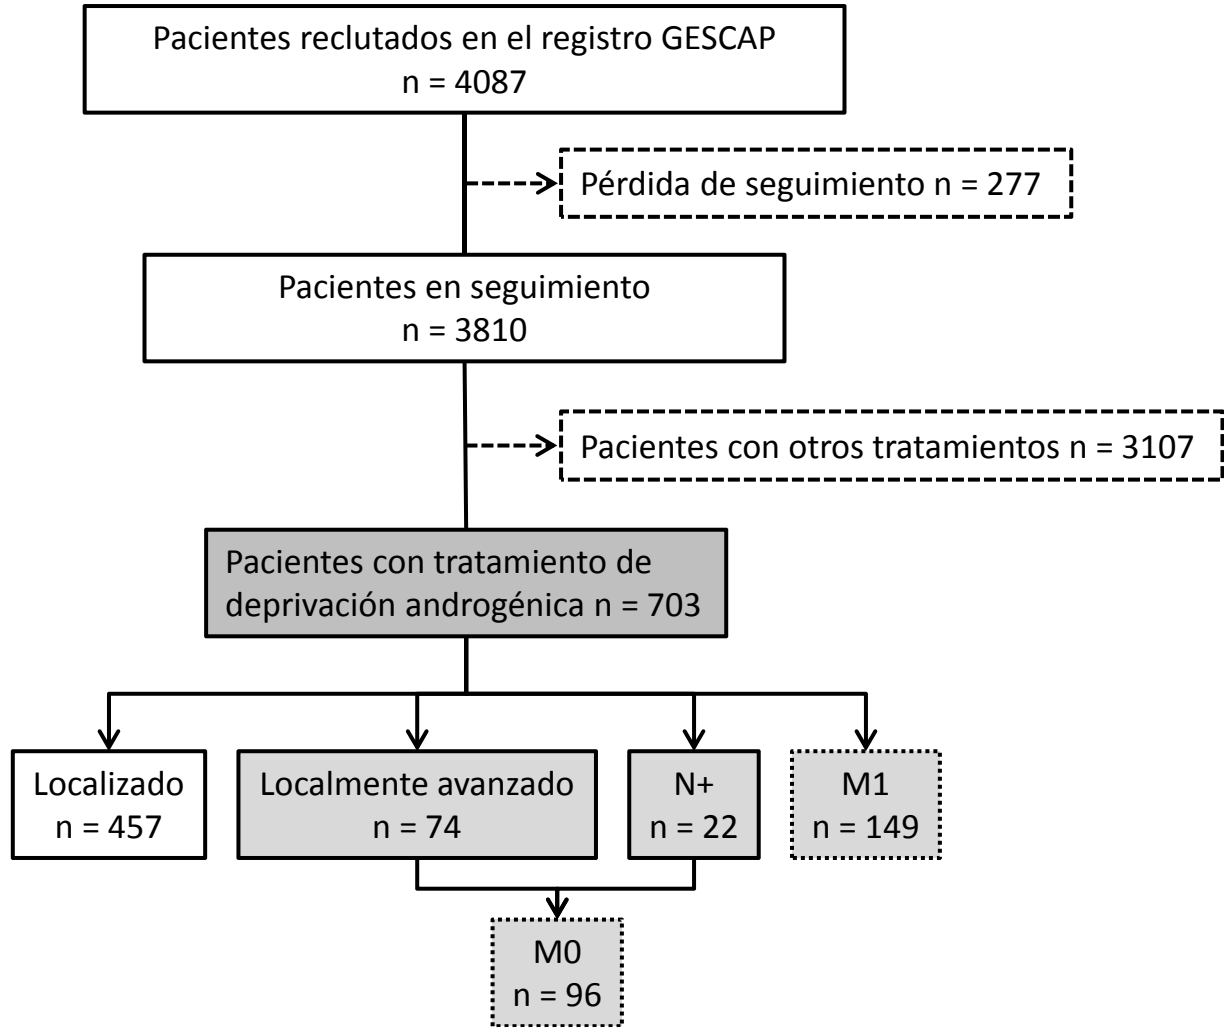 Pacientes reclutados en el registro GESCAP
n = 4087
Pérdida de seguimiento n = 277
Pacientes en seguimiento
n = 3810
Pacientes con otros tratamientos n = 3107
Pacientes con tratamiento de
deprivación androgénica n = 703
Localizado
n = 457
Localmente avanzado
n = 74
N+
n = 22
M1
n = 149
M0
n = 96